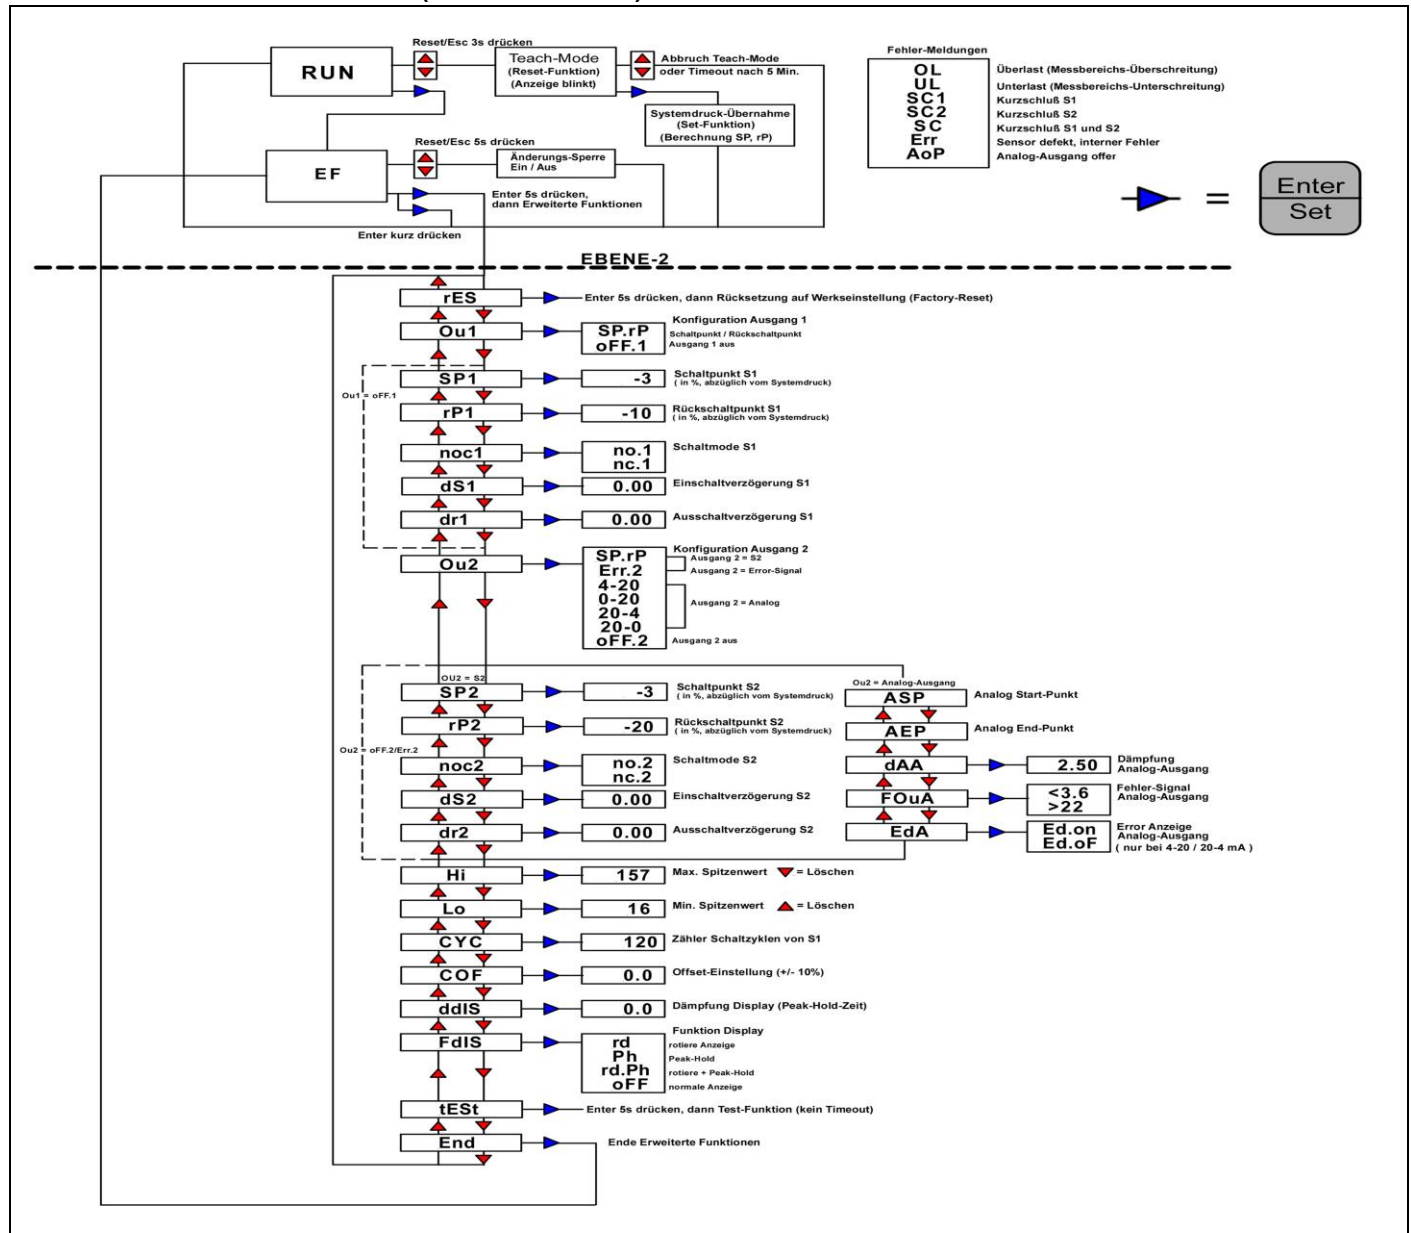 Reset/Esc 3s drücken
RUN
Teach-Mode
(Reset-Funktion)
(Anzeige blinkt)
Abbruch Teach-Mode
oder Timeout nach 5 Min.
Systemdruck-Übernahme
(Set-Funktion)
(Berechnung SP, rP)
Reset/Esc 5s drücken
EF
Änderungs-Sperre
Ein / Aus
Enter 5s drücken,
dann Erweiterte Funktionen
Enter kurz drücken
Fehler-Meldungen
OL Überlast (Messbereichs-Überschreitung)
UL Unterlast (Messbereichs-Unterschreitung)
SC1 Kurzschluß S1
SC2 Kurzschluß S2
SC Kurzschluß S1 und S2
Err Sensor defekt, interner Fehler
AoP Analog-Ausgang offer
=
Enter
Set
EBENE-2
rES Enter 5s drücken, dann Rücksetzung auf Werkseinstellung (Factory-Reset)
Konfiguration Ausgang 1
Ou1 SP.rP Schaltpunkt / Rückschaltpunkt
oFF.1 Ausgang 1 aus
Ou1 = oFF.1
SP1 -3 Schaltpunkt S1
( in %, abzüglich vom Systemdruck)
rP1 -10 Rückschaltpunkt S1
( in %, abzüglich vom Systemdruck)
noc1 no.1 Schaltmode S1
nc.1
dS1 0.00 Einschaltverzögerung S1
dr1 0.00 Ausschaltverzögerung S1
Konfiguration Ausgang 2
Ou2 SP.rP Ausgang 2 = S2
Err.2 Ausgang 2 = Error-Signal
4-20
0-20 Ausgang 2 = Analog
20-4
20-0
oFF.2 Ausgang 2 aus
OU2 = S2
SP2 -3 Schaltpunkt S2
( in %, abzüglich vom Systemdruck)
rP2 -20 Rückschaltpunkt S2
( in %, abzüglich vom Systemdruck)
Ou2 = oFF.2/Err.2
noc2 no.2 Schaltmode S2
nc.2
dS2 0.00 Einschaltverzögerung S2
dr2 0.00 Ausschaltverzögerung S2
Ou2 = Analog-Ausgang
ASP Analog Start-Punkt
AEP Analog End-Punkt
dAA 2.50 Dämpfung
Analog-Ausgang
FOuA <3.6 Fehler-Signal
>22 Analog-Ausgang
EdA Ed.on Error Anzeige
Ed.oF Analog-Ausgang
( nur bei 4-20 / 20-4 mA )
Hi 157 Max. Spitzenwert = Löschen
Lo 16 Min. Spitzenwert = Löschen
CYC 120 Zähler Schaltzyklen von S1
COF 0.0 Offset-Einstellung (+/- 10%)
ddIS 0.0 Dämpfung Display (Peak-Hold-Zeit)
Funktion Display
FdIS rd rotiere Anzeige
Ph Peak-Hold
rd.Ph rotiere + Peak-Hold
oFF normale Anzeige
tESt Enter 5s drücken, dann Test-Funktion (kein Timeout)
End Ende Erweiterte Funktionen